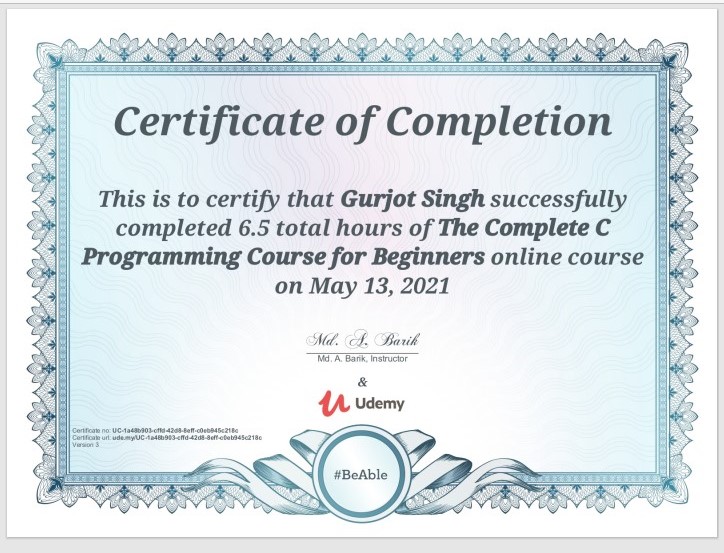 Certificate of Completion
This is to certify that Gurjot Singh successfully
completed 6.5 total hours of The Complete C
Programming Course for Beginners online course
on May 13, 2021
Md. A. Barik
Md. A. Barik, Instructor
&
Udemy
Certificate no: UC-1a48b903-cffd-42d8-8eff-c0eb945c218c
Certificate url: ude.my/UC-1a48b903-cffd-42d8-8eff-c0eb945c218c
Version 3
#BeAble